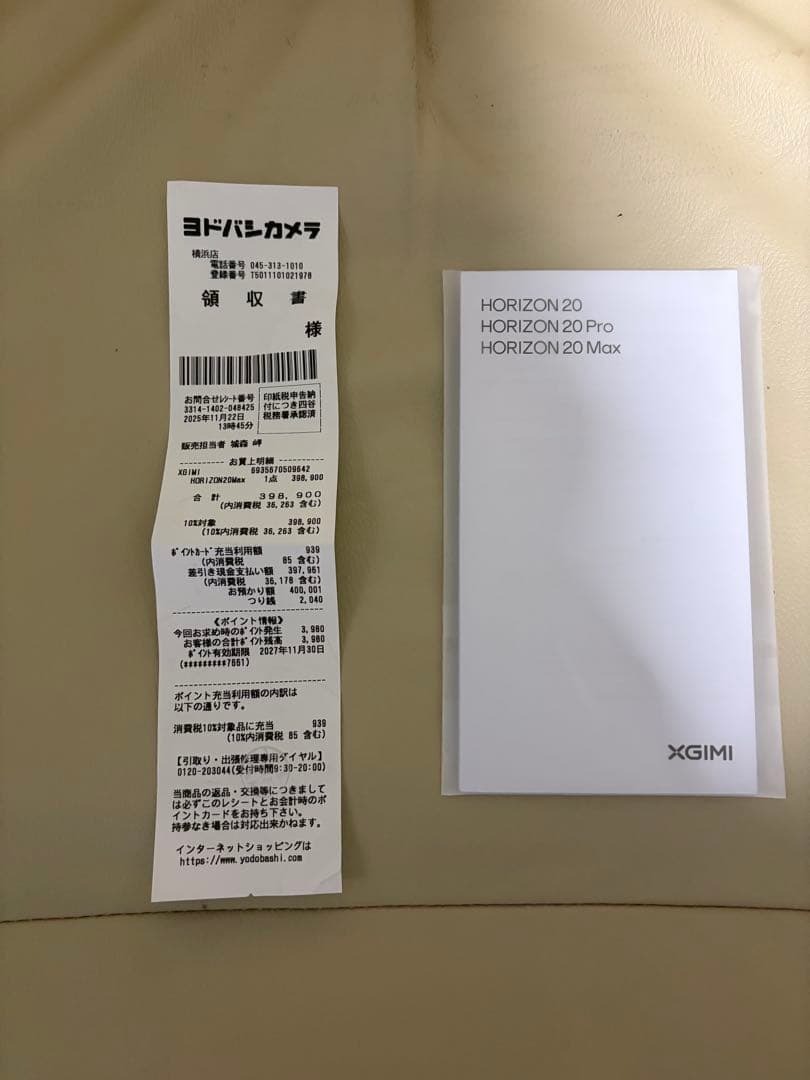 ヨドバシカメラ
横浜店
電話番号 045-313-1010
登録番号 T5011101021978
領 収 書
様
お問合せレシート番号
3314-1402-048425
2025年11月22日
13時45分
印紙税申告納
付につき四谷
税務署承認済
販売担当者 城森 岬
お買上明細
XGIMI 6935670509642
HORIZON20Max 1点 398,900
合 計 398,900
(内消費税 36,263 含む)
10%対象 398,900
(10%内消費税 36,263 含む)
ポイントカード充当利用額 939
(内消費税 85 含む)
差引き現金支払い額 397,961
(内消費税 36,178 含む)
お預かり額 400,001
つり銭 2,040
《ポイント情報》
今回お求め時のポイント発生 3,980
お客様の合計ポイント残高 3,980
ポイント有効期限 2027年11月30日
(*********7661)
ポイント充当利用額の内訳は
以下の通りです。
消費税10%対象品に充当 939
(10%内消費税 85 含む)
【引取り・出張修理専用ダイヤル】
0120-203044(受付時間9:30-20:00)
当商品の返品・交換等につきまして
は必ずこのレシートとお会計時のポ
イントカードをお持ち下さい。
持参なき場合は対応出来かねます。
インターネットショッピングは
https://www.yodobashi.com
HORIZON 20
HORIZON 20 Pro
HORIZON 20 Max
XGIMI